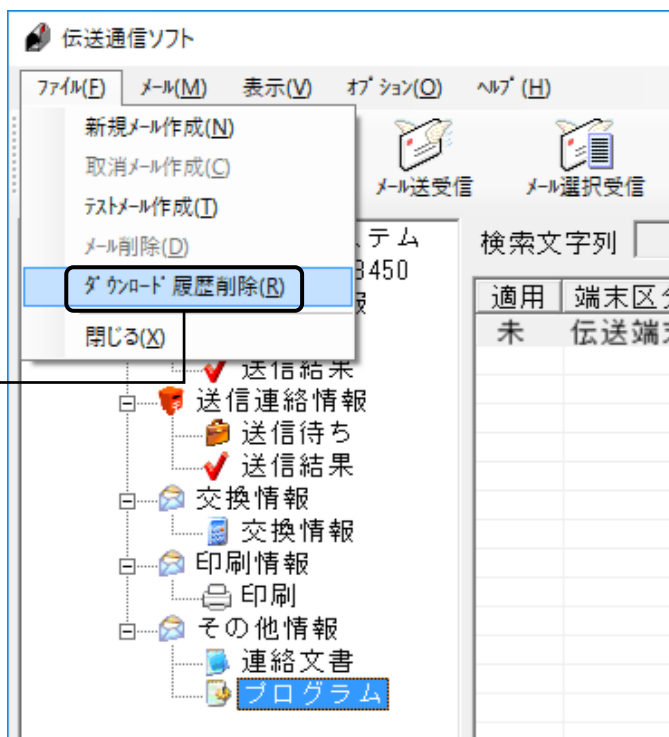 伝送通信ソフト
ﾌｧｲﾙ(F) ﾒｰﾙ(M) 表示(V) ｵﾌﾟｼｮﾝ(O) ﾍﾙﾌﾟ(H)
新規ﾒｰﾙ作成(N)
取消ﾒｰﾙ作成(C)
ﾃｽﾄﾒｰﾙ作成(T)
ﾒｰﾙ削除(D)
ﾀﾞｳﾝﾛｰﾄﾞ履歴削除(R)
閉じる(X)
ﾒｰﾙ送受信 ﾒｰﾙ選択受信
ステム
8450
検索文字列
適用 端末区分
未 伝送端末
送信結果
送信連絡情報
送信待ち
送信結果
交換情報
交換情報
印刷情報
印刷
その他情報
連絡文書
プログラム